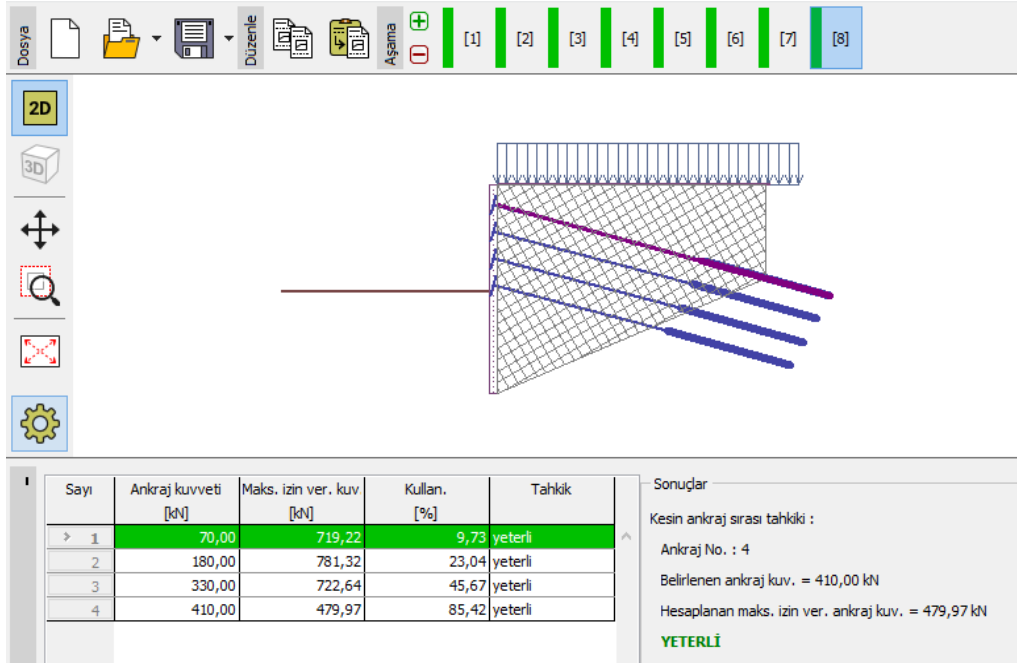 Dosya
Düzenle
Aşama
[1] [2] [3] [4] [5] [6] [7] [8]
2D
3D
Sayı Ankraj kuvveti Maks. izin ver. kuv Kullan. Tahkik
[kN] [kN] [%]
> 1 70,00 719,22 9,73 yeterli
2 180,00 781,32 23,04 yeterli
3 330,00 722,64 45,67 yeterli
4 410,00 479,97 85,42 yeterli
Sonuçlar
Kesin ankraj sırası tahkiki :
Ankraj No. : 4
Belirlenen ankraj kuv. = 410,00 kN
Hesaplanan maks. izin ver. ankraj kuv. = 479,97 kN
YETERLİ